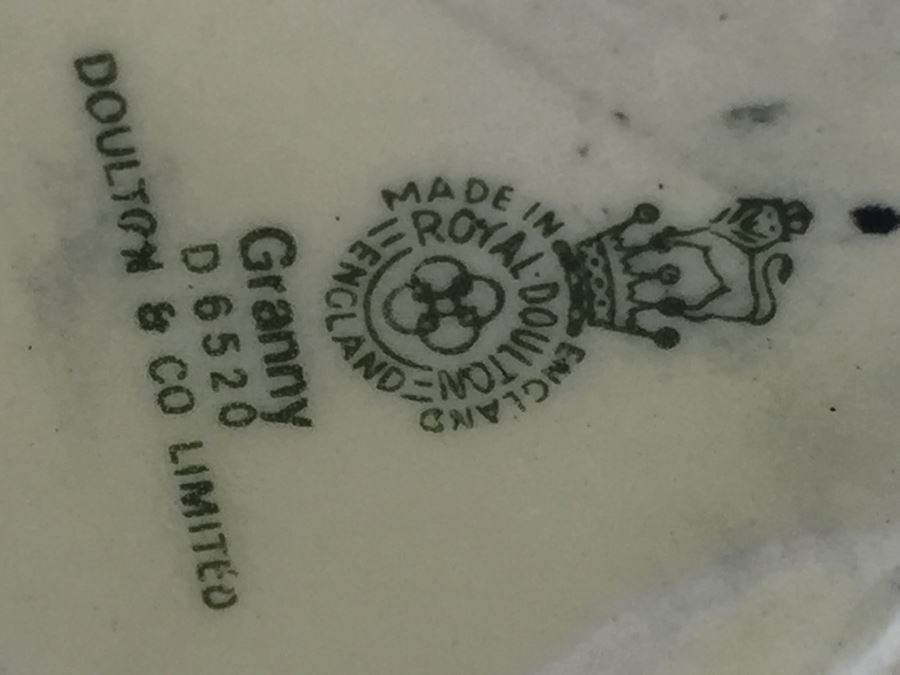 MADE IN ENGLAND
ROYAL·DOULTON
ENGLAND
Granny
D 6520
DOULTON & CO LIMITED